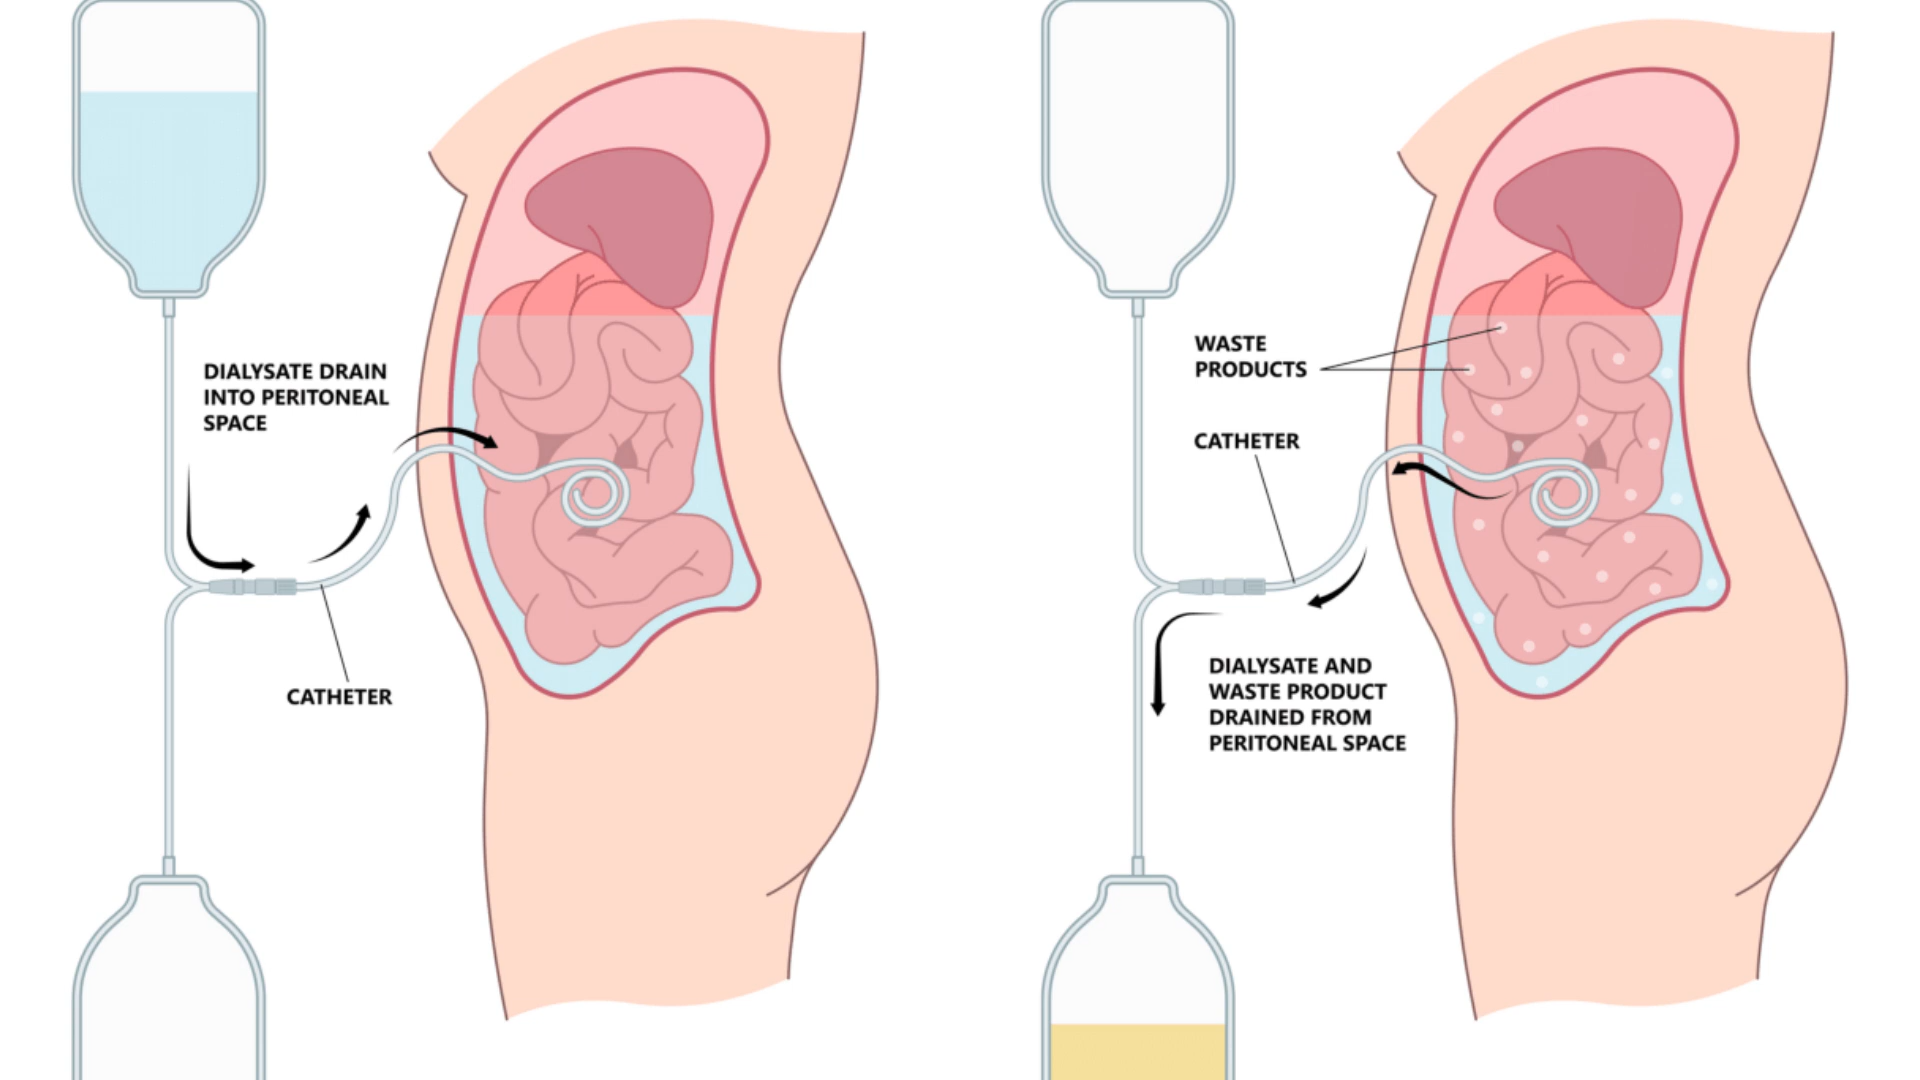 DIALYSATE DRAIN
INTO PERITONEAL
SPACE
CATHETER
WASTE
PRODUCTS
CATHETER
DIALYSATE AND
WASTE PRODUCT
DRAINED FROM
PERITONEAL SPACE